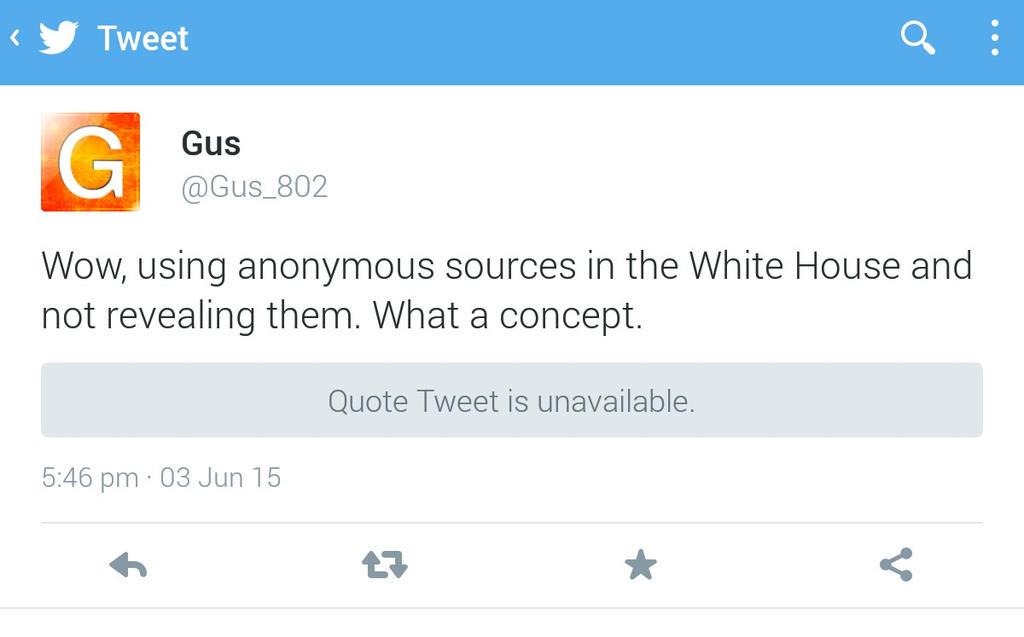 Tweet
G
Gus
@Gus_802
Wow, using anonymous sources in the White House and
not revealing them. What a concept.
Quote Tweet is unavailable.
5:46 pm · 03 Jun 15